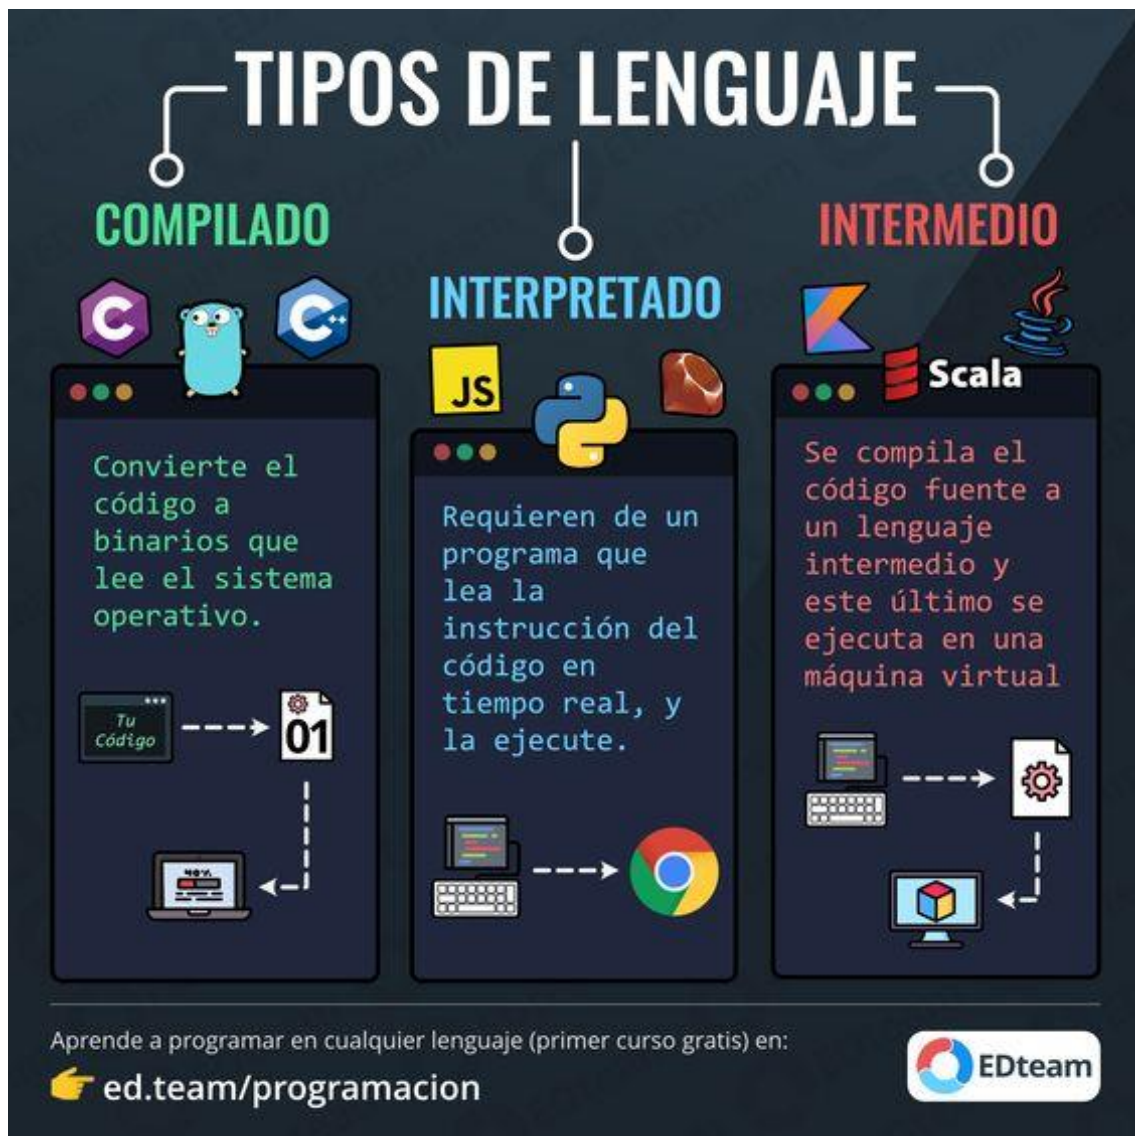 TIPOS DE LENGUAJE
COMPILADO
C
C++
Convierte el
código a
binarios que
lee el sistema
operativo.
Tu
Código
01
40%
INTERPRETADO
JS
Requieren de un
programa que
lea la
instrucción del
código en
tiempo real, y
la ejecute.
INTERMEDIO
Scala
Se compila el
código fuente a
un lenguaje
intermedio y
este último se
ejecuta en una
máquina virtual
Aprende a programar en cualquier lenguaje (primer curso gratis) en:
ed.team/programacion
EDteam